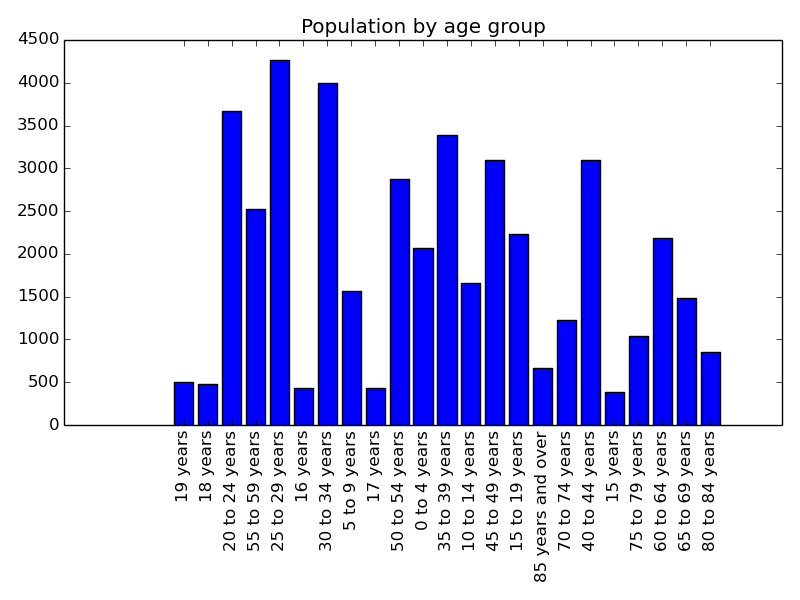 Population by age group
4500
4000
3500
3000
2500
2000
1500
1000
500
0
19 years
18 years
20 to 24 years
55 to 59 years
25 to 29 years
16 years
30 to 34 years
5 to 9 years
17 years
50 to 54 years
0 to 4 years
35 to 39 years
10 to 14 years
45 to 49 years
15 to 19 years
85 years and over
70 to 74 years
40 to 44 years
15 years
75 to 79 years
60 to 64 years
65 to 69 years
80 to 84 years